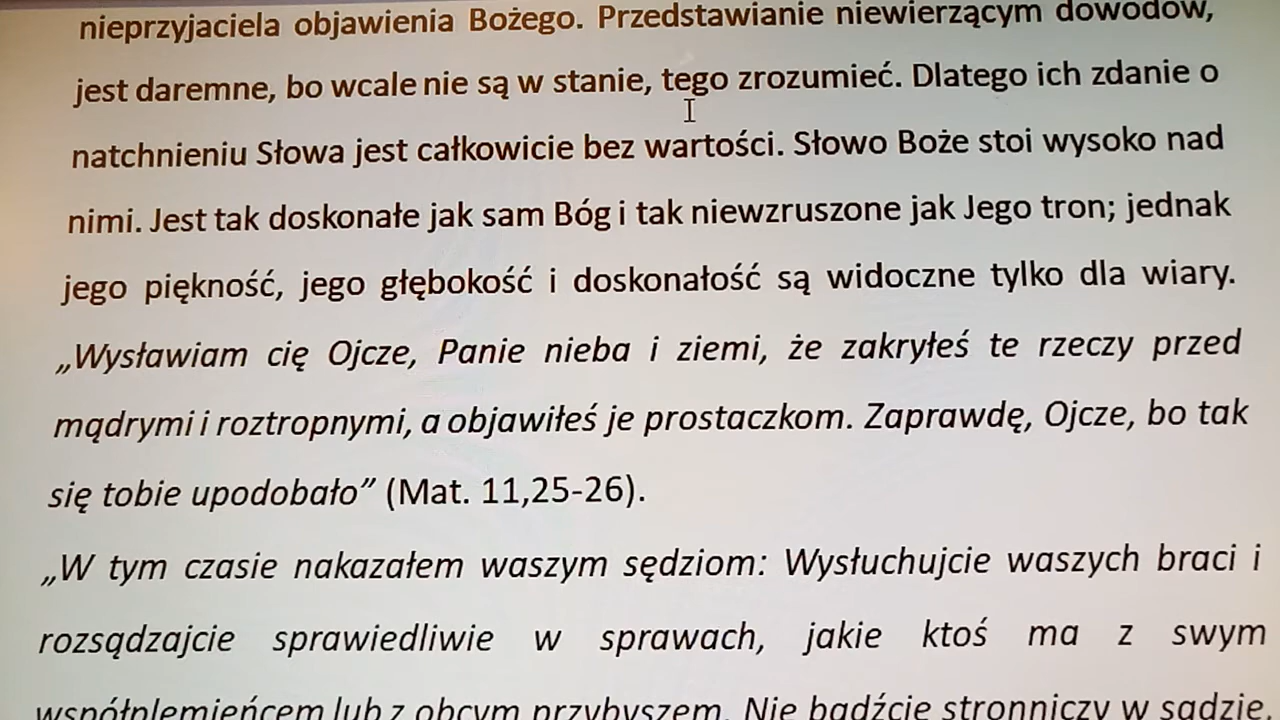 nieprzyjaciela objawienia Bożego. Przedstawianie niewierzącym dowodów,
jest daremne, bo wcale nie są w stanie, tego zrozumieć. Dlatego ich zdanie o
natchnieniu Słowa jest całkowicie bez wartości. Słowo Boże stoi wysoko nad
nimi. Jest tak doskonałe jak sam Bóg i tak niewzruszone jak Jego tron; jednak
jego piękność, jego głębokość i doskonałość są widoczne tylko dla wiary.
„Wysławiam cię Ojcze, Panie nieba i ziemi, że zakryłeś te rzeczy przed
mądrymi i roztropnymi, a objawiłeś je prostaczkom. Zaprawdę, Ojcze, bo tak
się tobie upodobało” (Mat. 11,25-26).
„W tym czasie nakazałem waszym sędziom: Wysłuchujcie waszych braci i
rozsądzajcie sprawiedliwie w sprawach, jakie ktoś ma z swym
współplemieńcem lub z obcym przybyszem. Nie bądźcie stronniczy w sądzie,